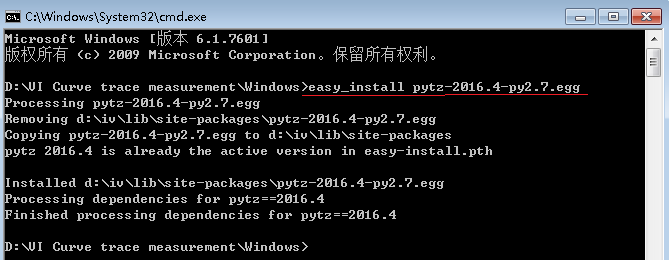 C:\Windows\System32\cmd.exe
Microsoft Windows [版本 6.1.7601]
版权所有 (c) 2009 Microsoft Corporation。保留所有权利。
D:\VI Curve trace measurement\Windows>easy_install pytz-2016.4-py2.7.egg
Processing pytz-2016.4-py2.7.egg
Removing d:\iv\lib\site-packages\pytz-2016.4-py2.7.egg
Copying pytz-2016.4-py2.7.egg to d:\iv\lib\site-packages
pytz 2016.4 is already the active version in easy-install.pth
Installed d:\iv\lib\site-packages\pytz-2016.4-py2.7.egg
Processing dependencies for pytz==2016.4
Finished processing dependencies for pytz==2016.4
D:\VI Curve trace measurement\Windows>